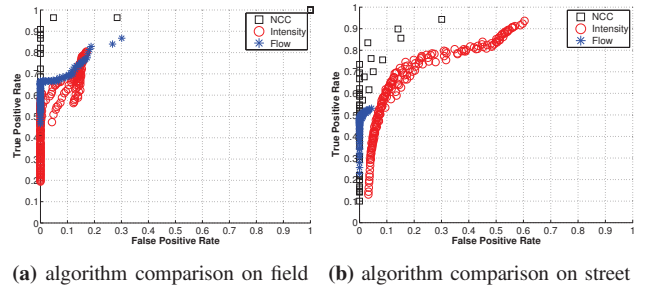 1
0.9
0.8
0.7
0.6
0.5
0.4
0.3
0.2
0.1
0
True Positive Rate
0 0.1 0.2 0.3 0.4 0.5 0.6 0.7 0.8 0.9 1
False Positive Rate
NCC
Intensity
Flow
(a) algorithm comparison on field
1
0.9
0.8
0.7
0.6
0.5
0.4
0.3
0.2
0.1
0
True Positive Rate
0 0.1 0.2 0.3 0.4 0.5 0.6 0.7 0.8 0.9 1
False Positive Rate
NCC
Intensity
Flow
(b) algorithm comparison on street